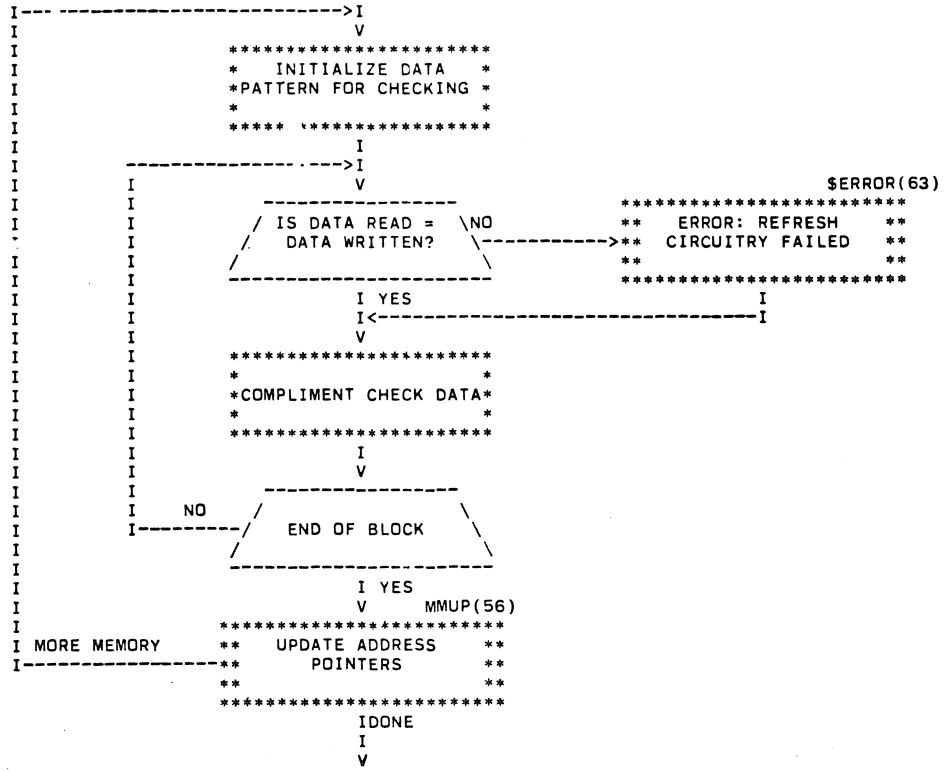 INITIALIZE DATA
PATTERN FOR CHECKING
$ERROR(63)
IS DATA READ = NO
DATA WRITTEN?
ERROR: REFRESH
CIRCUITRY FAILED
YES
COMPLIMENT CHECK DATA
NO
END OF BLOCK
YES
MMUP(56)
MORE MEMORY
UPDATE ADDRESS
POINTERS
DONE